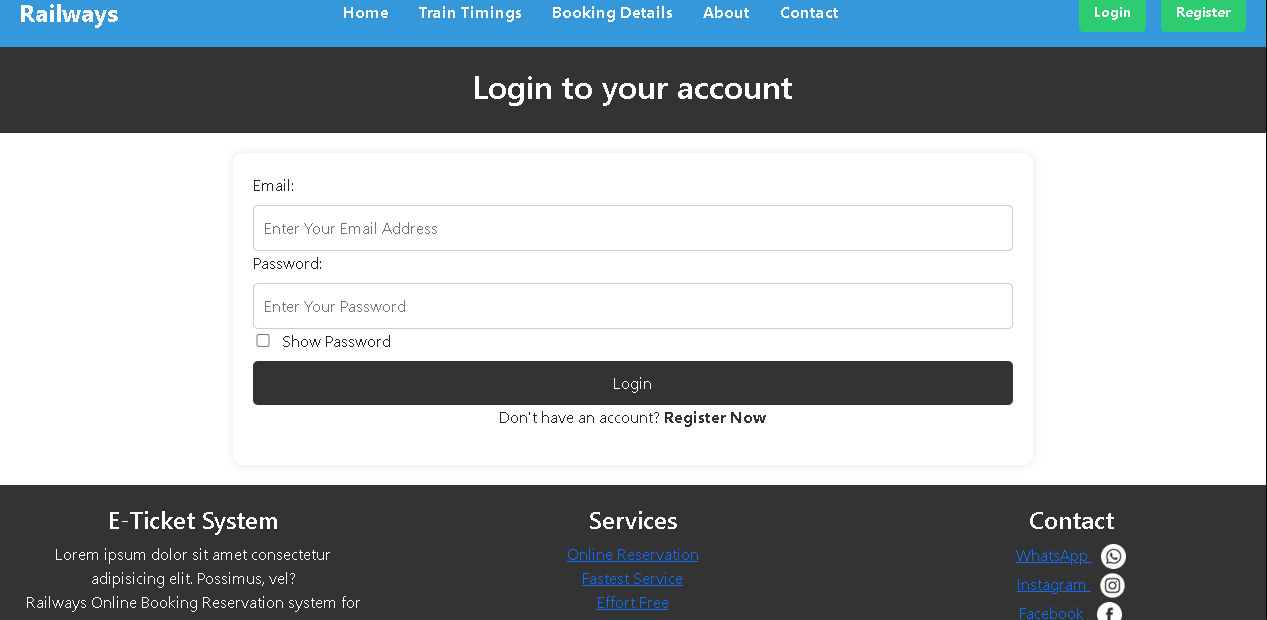 Railways Home Train Timings Booking Details About Contact Login Register
Login to your account
Email:
Enter Your Email Address
Password:
Enter Your Password
Show Password
Login
Don't have an account? Register Now
E-Ticket System
Lorem ipsum dolor sit amet consectetur
adipisicing elit. Possimus, vel?
Railways Online Booking Reservation system for
Services
Online Reservation
Fastest Service
Effort Free
Contact
WhatsApp
Instagram
Facebook